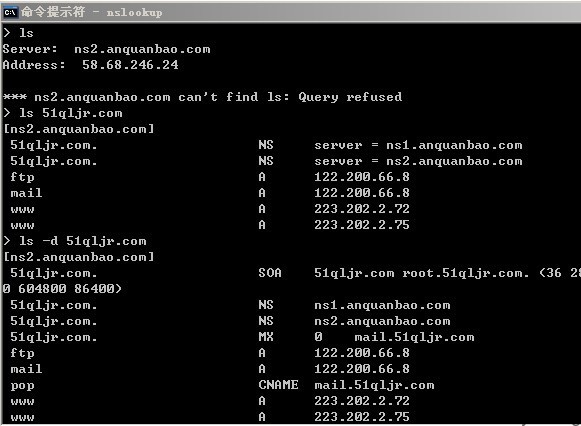 命令提示符 - nslookup
> ls
Server:  ns2.anquanbao.com
Address:  58.68.246.24
*** ns2.anquanbao.com can't find ls: Query refused
> ls 51qljr.com
[ns2.anquanbao.com]
51qljr.com. NS server = ns1.anquanbao.com
51qljr.com. NS server = ns2.anquanbao.com
ftp A 122.200.66.8
mail A 122.200.66.8
www A 223.202.2.72
www A 223.202.2.75
> ls -d 51qljr.com
[ns2.anquanbao.com]
51qljr.com. SOA 51qljr.com root.51qljr.com. (36 28
0 604800 86400)
51qljr.com. NS ns1.anquanbao.com
51qljr.com. NS ns2.anquanbao.com
51qljr.com. MX 0 mail.51qljr.com
ftp A 122.200.66.8
mail A 122.200.66.8
pop CNAME mail.51qljr.com
www A 223.202.2.72
www A 223.202.2.75